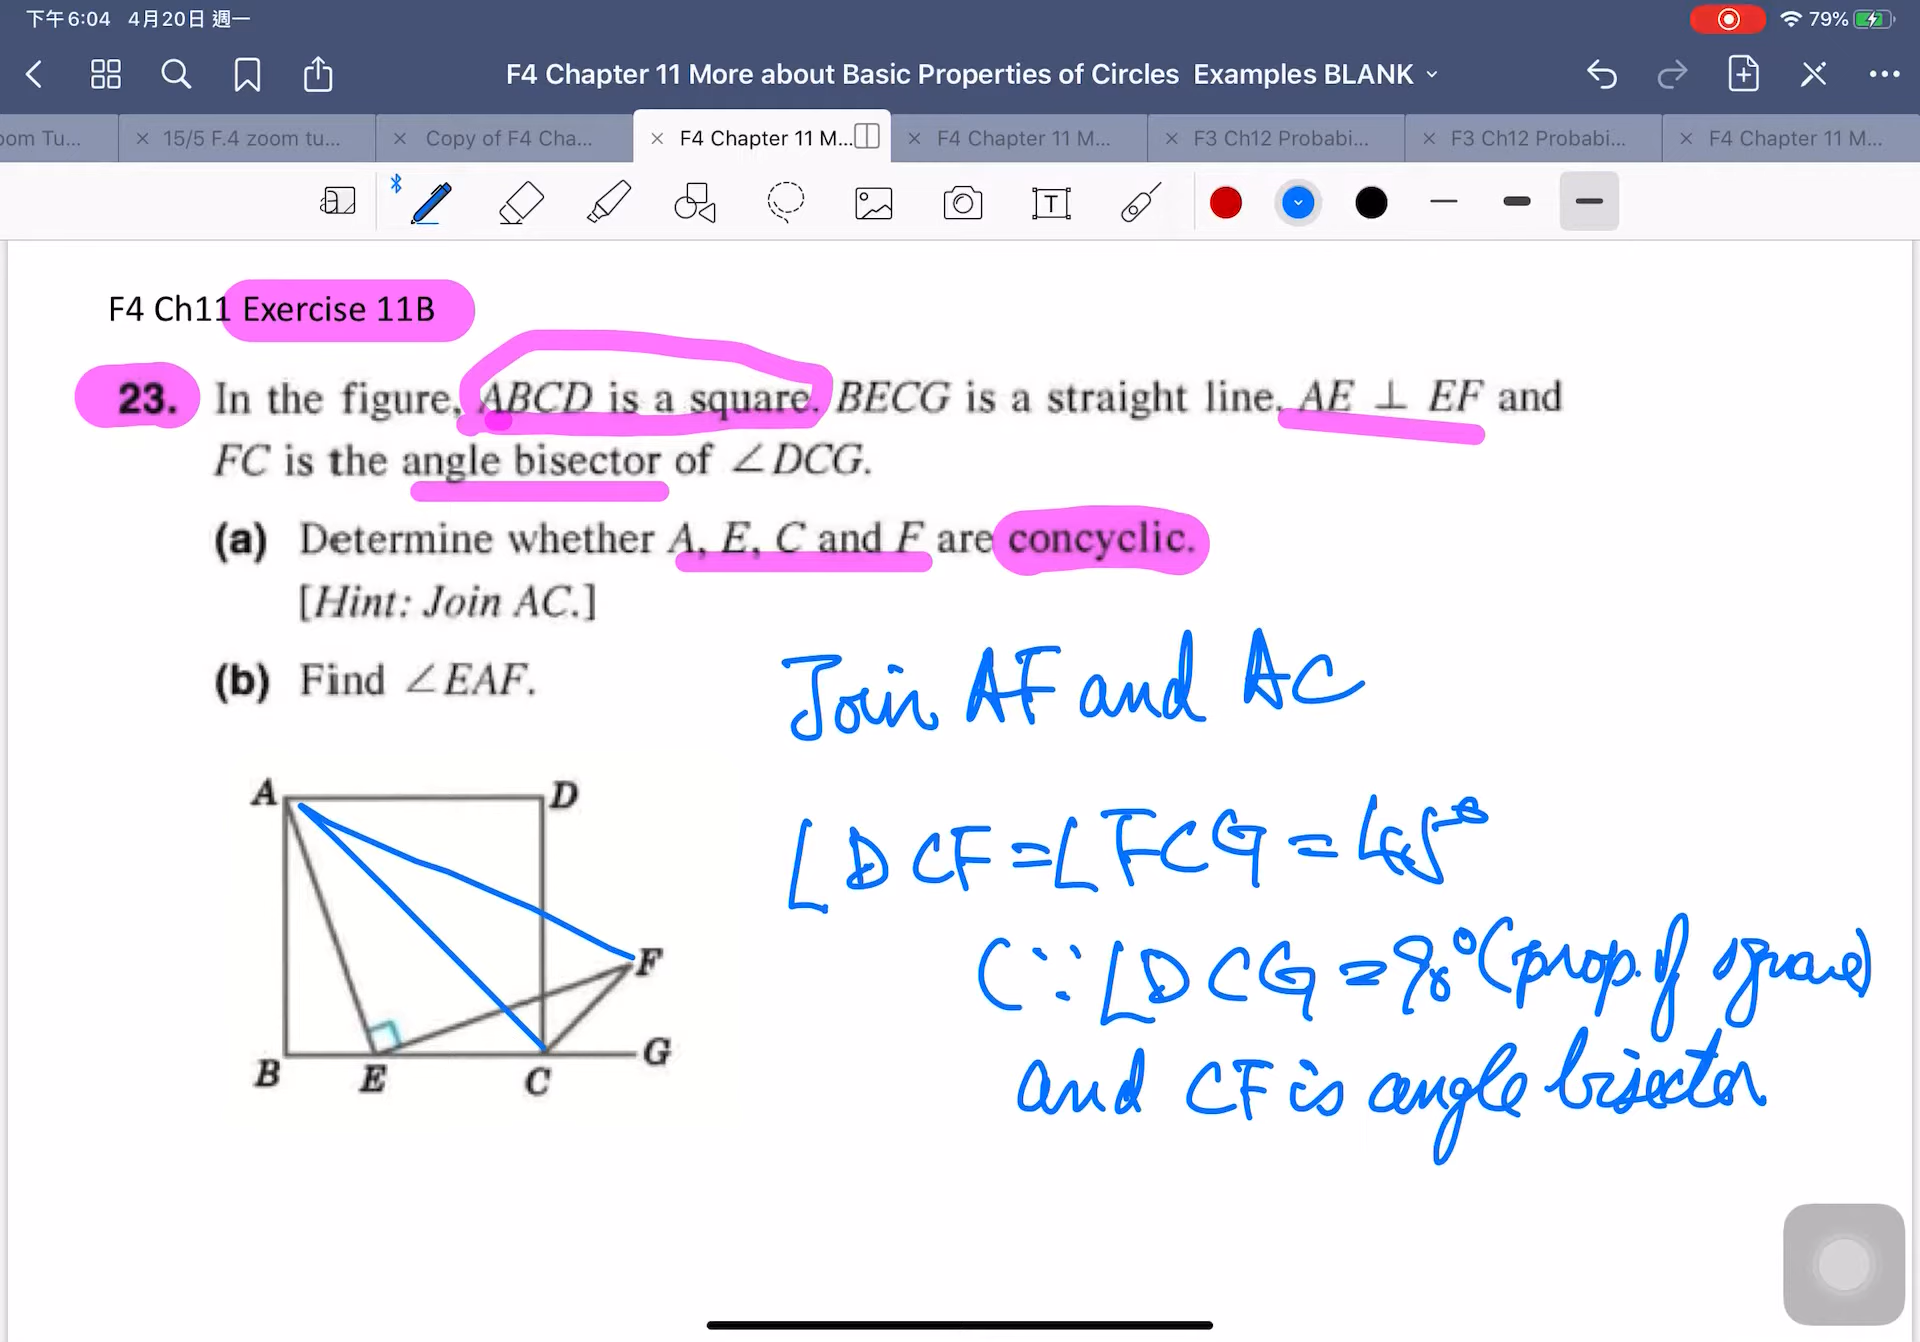 下午6:04 4月20日 週一
79%
F4 Chapter 11 More about Basic Properties of Circles Examples BLANK
oom Tu...
15/5 F.4 zoom tu...
Copy of F4 Cha...
F4 Chapter 11 M...
F4 Chapter 11 M...
F3 Ch12 Probabi...
F3 Ch12 Probabi...
F4 Chapter 11 M...
F4 Ch11 Exercise 11B
23. In the figure, ABCD is a square. BECG is a straight line. AE ⊥ EF and
FC is the angle bisector of ∠DCG.
(a) Determine whether A, E, C and F are concyclic.
[Hint: Join AC.]
(b) Find ∠EAF.
Join AF and AC
∠DCF = ∠FCG = 45°
(∵ ∠DCG = 90° (prop. of square)
and CF is angle bisector
A
D
F
G
B
E
C